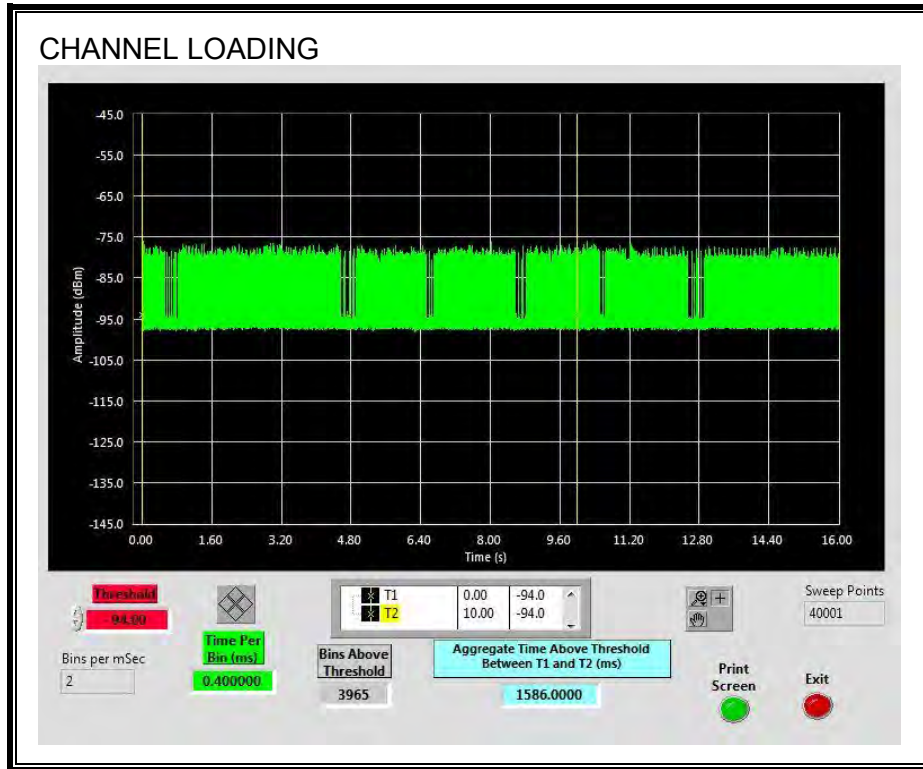 CHANNEL LOADING
-45.0
-55.0
-65.0
-75.0
-85.0
-95.0
-105.0
-115.0
-125.0
-135.0
-145.0
Amplitude (dBm)
0.00 1.60 3.20 4.80 6.40 8.00 9.60 11.20 12.80 14.40 16.00
Time (s)
Threshold
-94.00
T1 0.00 -94.0
T2 10.00 -94.0
Sweep Points
40001
Bins per mSec
2
Time Per
Bin (ms)
0.400000
Bins Above
Threshold
3965
Aggregate Time Above Threshold
Between T1 and T2 (ms)
1586.0000
Print
Screen
Exit